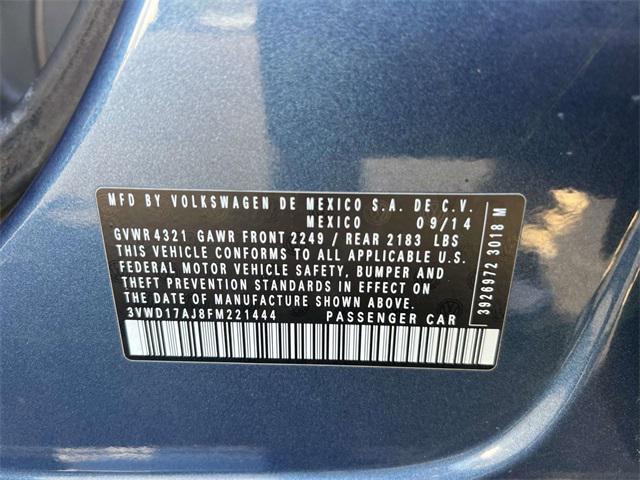 MFD BY VOLKSWAGEN DE MEXICO S.A. DE C.V.
MEXICO 09/14
GVWR 4321 GAWR FRONT 2249 / REAR 2183 LBS
THIS VEHICLE CONFORMS TO ALL APPLICABLE U.S.
FEDERAL MOTOR VEHICLE SAFETY, BUMPER AND
THEFT PREVENTION STANDARDS IN EFFECT ON
THE DATE OF MANUFACTURE SHOWN ABOVE.
3VWD17AJ8FM221444 PASSENGER CAR
3926972 3018 M